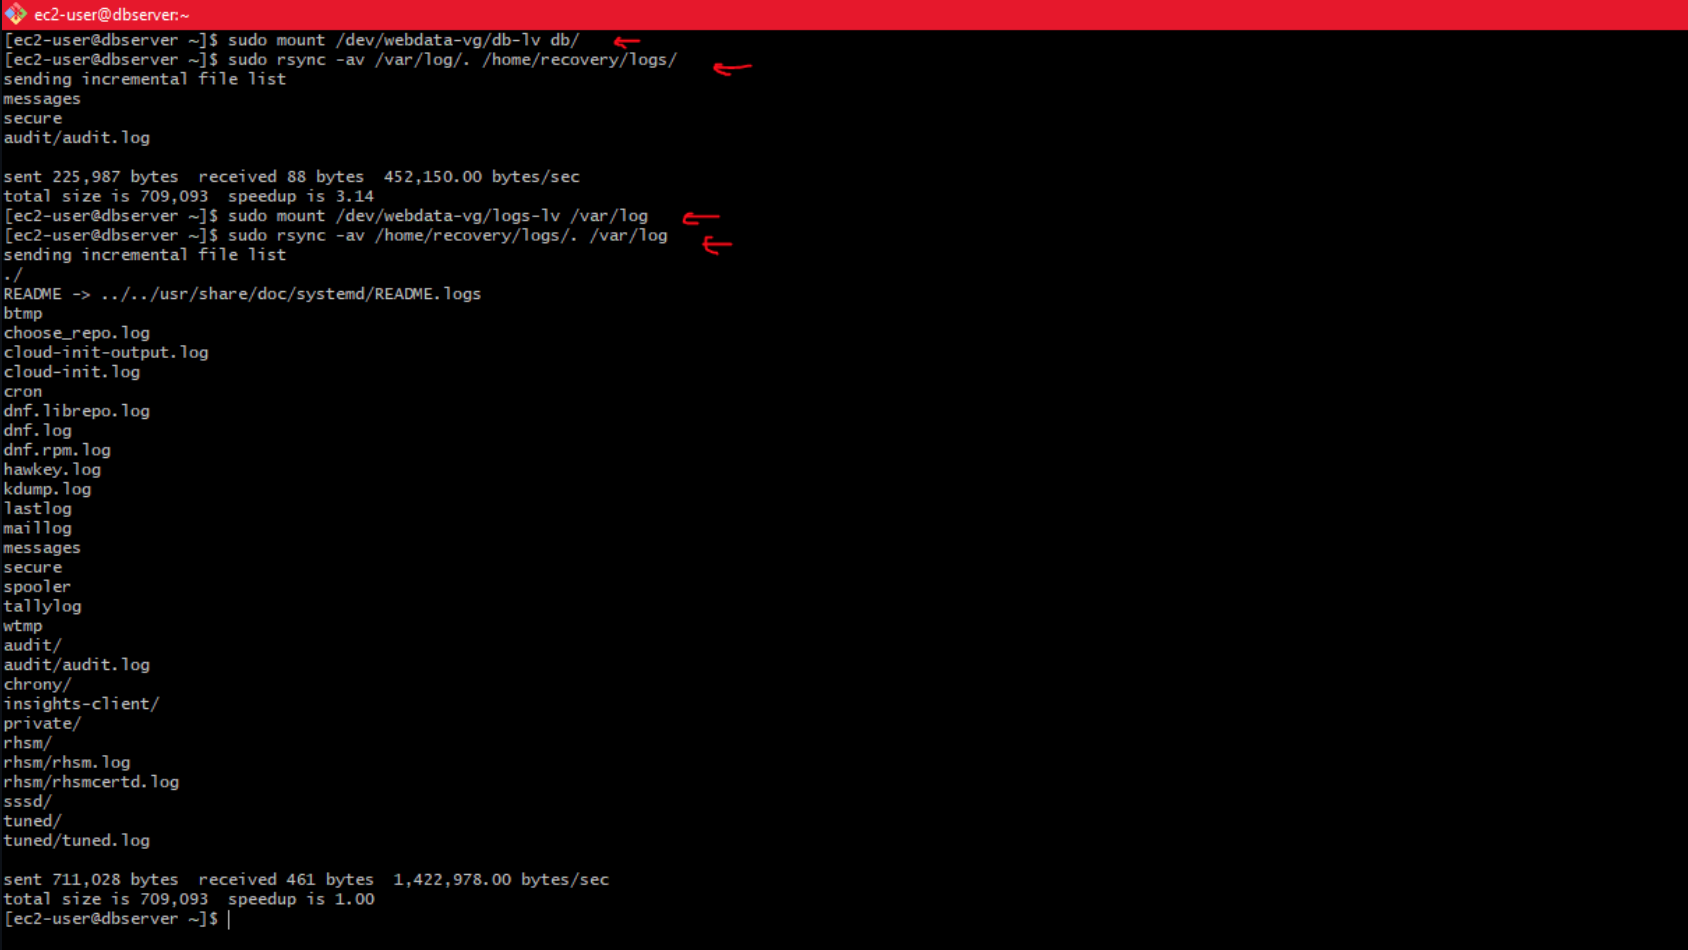 ec2-user@dbserver:~
[ec2-user@dbserver ~]$ sudo mount /dev/webdata-vg/db-lv db/
[ec2-user@dbserver ~]$ sudo rsync -av /var/log/. /home/recovery/logs/
sending incremental file list
messages
secure
audit/audit.log

sent 225,987 bytes  received 88 bytes  452,150.00 bytes/sec
total size is 709,093  speedup is 3.14
[ec2-user@dbserver ~]$ sudo mount /dev/webdata-vg/logs-lv /var/log
[ec2-user@dbserver ~]$ sudo rsync -av /home/recovery/logs/. /var/log
sending incremental file list
./
README -> ../../usr/share/doc/systemd/README.logs
btmp
choose_repo.log
cloud-init-output.log
cloud-init.log
cron
dnf.librepo.log
dnf.log
dnf.rpm.log
hawkey.log
kdump.log
lastlog
maillog
messages
secure
spooler
tallylog
wtmp
audit/
audit/audit.log
chrony/
insights-client/
private/
rhsm/
rhsm/rhsm.log
rhsm/rhsmcertd.log
sssd/
tuned/
tuned/tuned.log

sent 711,028 bytes  received 461 bytes  1,422,978.00 bytes/sec
total size is 709,093  speedup is 1.00
[ec2-user@dbserver ~]$